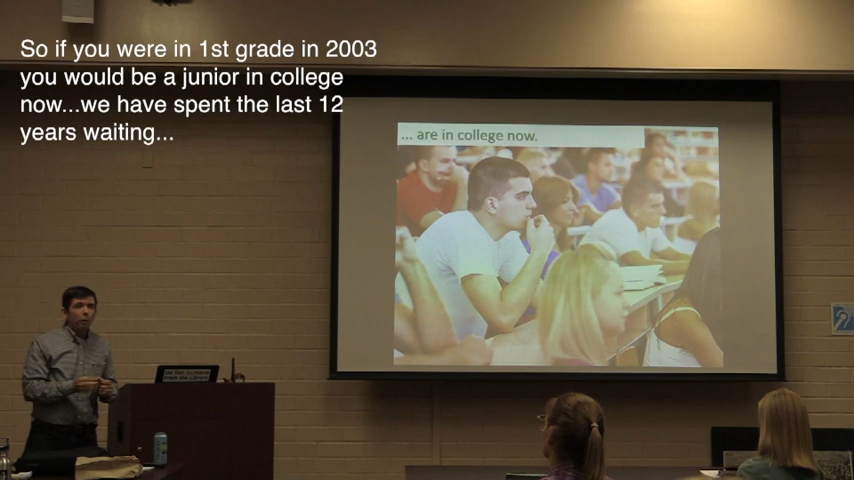 So if you were in 1st grade in 2003
you would be a junior in college
now...we have spent the last 12
years waiting...
... are in college now.